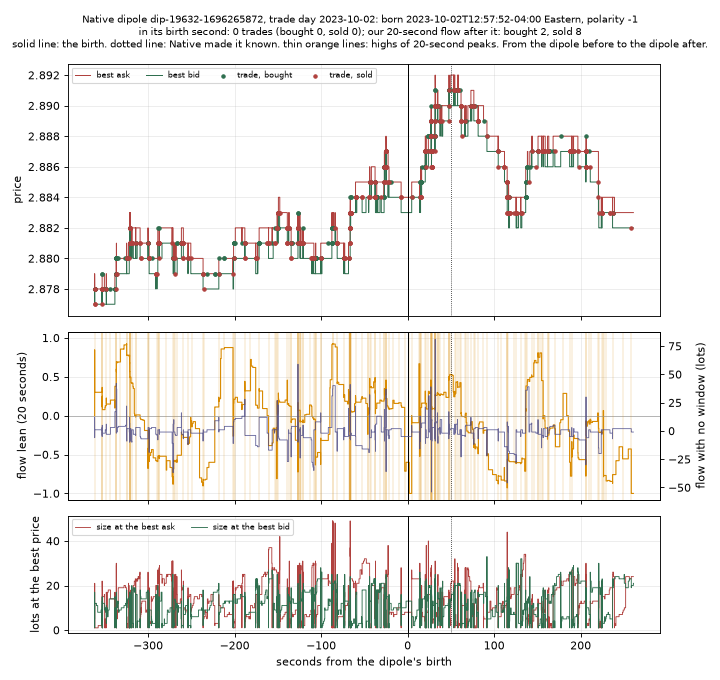 Native dipole dip-19632-1696265872, trade day 2023-10-02: born 2023-10-02T12:57:52-04:00 Eastern, polarity -1
in its birth second: 0 trades (bought 0, sold 0); our 20-second flow after it: bought 2, sold 8
solid line: the birth. dotted line: Native made it known. thin orange lines: highs of 20-second peaks. From the dipole before to the dipole after.
best ask best bid trade, bought trade, sold
price
2.892
2.890
2.888
2.886
2.884
2.882
2.880
2.878
flow lean (20 seconds)
1.0
0.5
0.0
−0.5
−1.0
75
50
25
0
−25
−50
flow with no window (lots)
size at the best ask size at the best bid
lots at the best price
40
20
0
−300 −200 −100 0 100 200
seconds from the dipole's birth